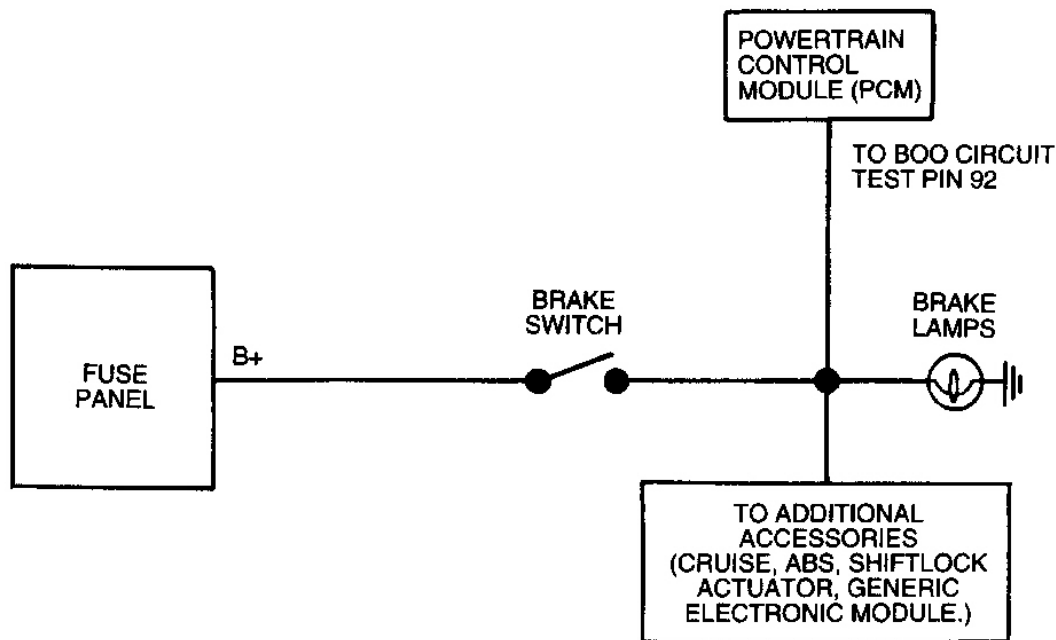 POWERTRAIN
CONTROL
MODULE (PCM)
TO BOO CIRCUIT
TEST PIN 92
BRAKE
SWITCH
BRAKE
LAMPS
B+
FUSE
PANEL
TO ADDITIONAL
ACCESSORIES
(CRUISE, ABS, SHIFTLOCK
ACTUATOR, GENERIC
ELECTRONIC MODULE.)